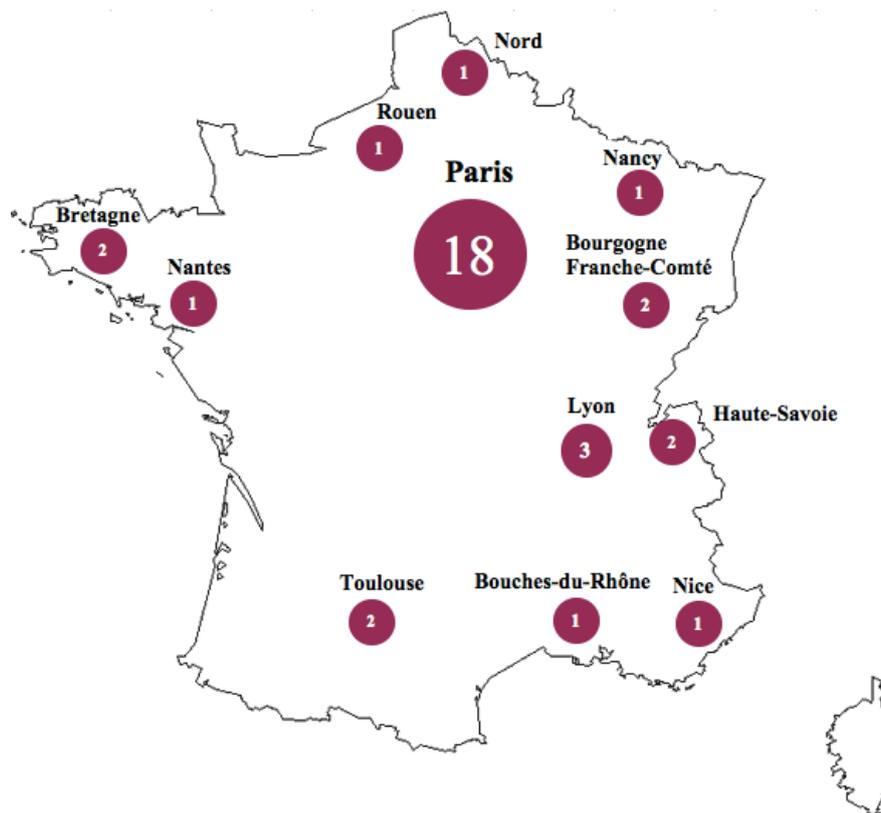 Nord
1
Rouen
1
Paris
18
Nancy
1
Bretagne
2
Nantes
1
Bourgogne
Franche-Comté
2
Lyon
3
Haute-Savoie
2
Toulouse
2
Bouches-du-Rhône
1
Nice
1